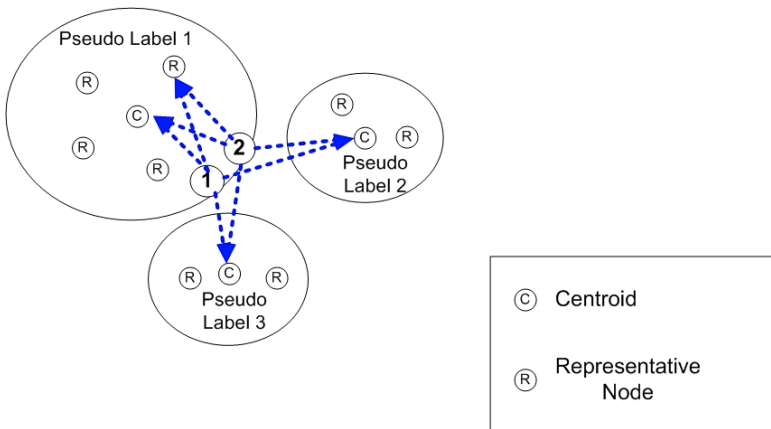 Pseudo Label 1
R
R
C
R
R
2
1
R
C
R
Pseudo
Label 2
R
C
R
Pseudo
Label 3
C
Centroid
R
Representative
Node